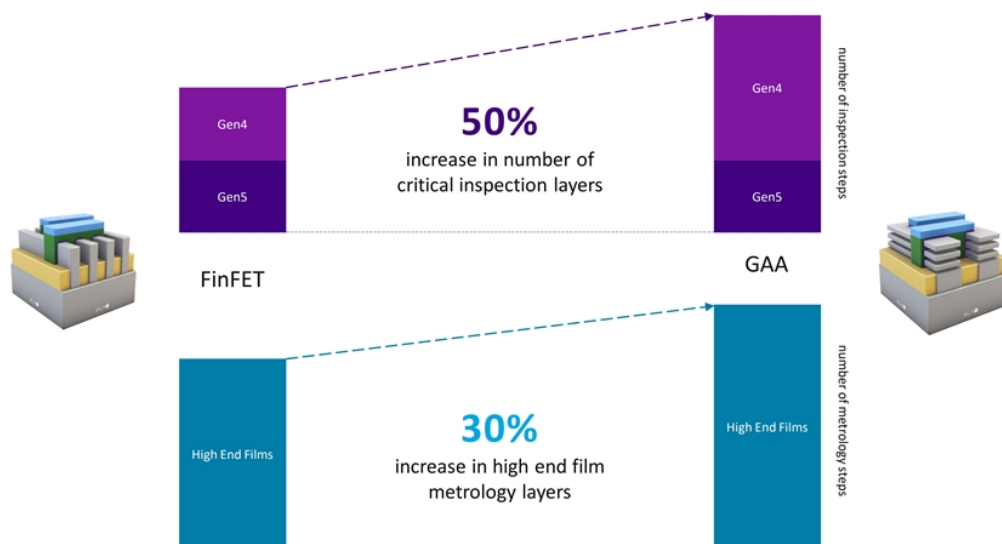 Gen4
Gen5
50%
increase in number of
critical inspection layers
Gen4
Gen5
number of inspection steps
FinFET
GAA
High End Films
30%
increase in high end film
metrology layers
High End Films
number of metrology steps